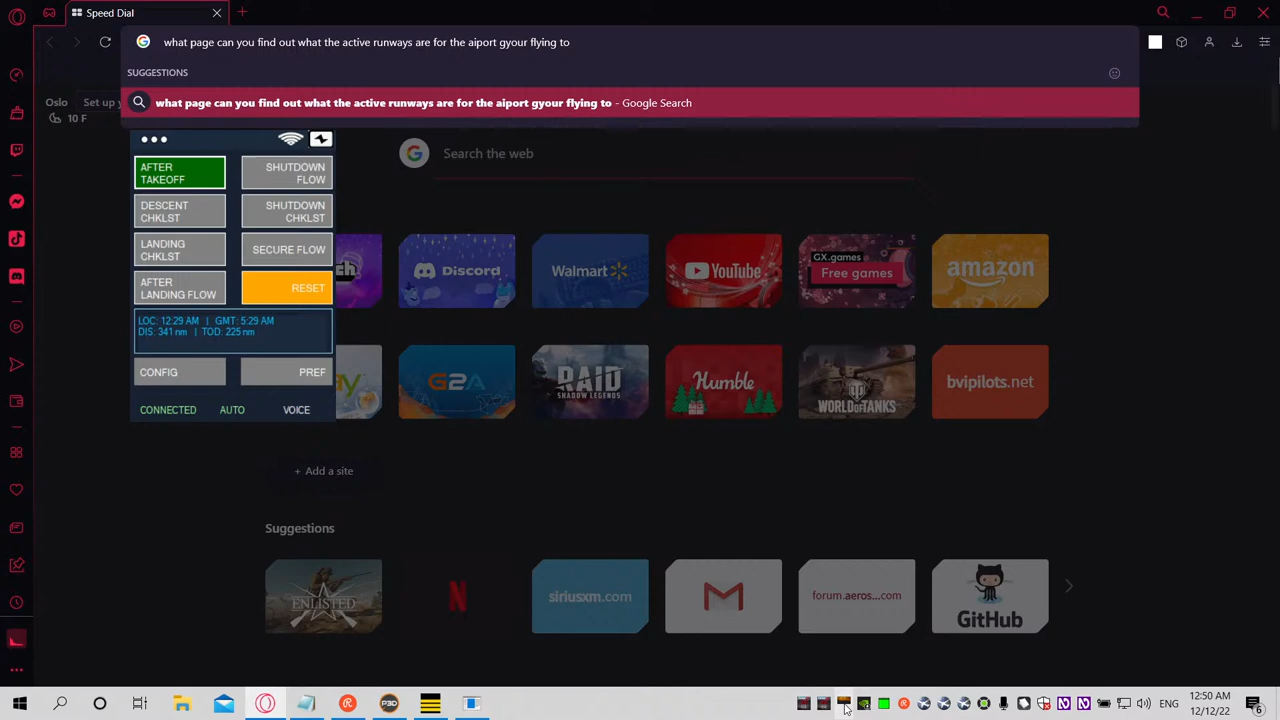 Speed Dial
what page can you find out what the active runways are for the aiport gyour flying to
SUGGESTIONS
what page can you find out what the active runways are for the aiport gyour flying to - Google Search
Oslo
Set up y
10 F
Search the web
AFTER TAKEOFF
SHUTDOWN FLOW
DESCENT CHKLST
SHUTDOWN CHKLST
LANDING CHKLST
SECURE FLOW
AFTER LANDING FLOW
RESET
LOC: 12:29 AM | GMT: 5:29 AM
DIS: 341 nm | TOD: 225 nm
CONFIG
PREF
CONNECTED
AUTO
VOICE
Discord
Walmart
YouTube
GX.games
Free games
amazon
G2A
RAID
SHADOW LEGENDS
Humble
WORLD OF TANKS
bvipilots.net
+ Add a site
Suggestions
ENLISTED
N
siriusxm.com
forum.aeros...com
GitHub
P3D
ENG
12:50 AM
12/12/22
6